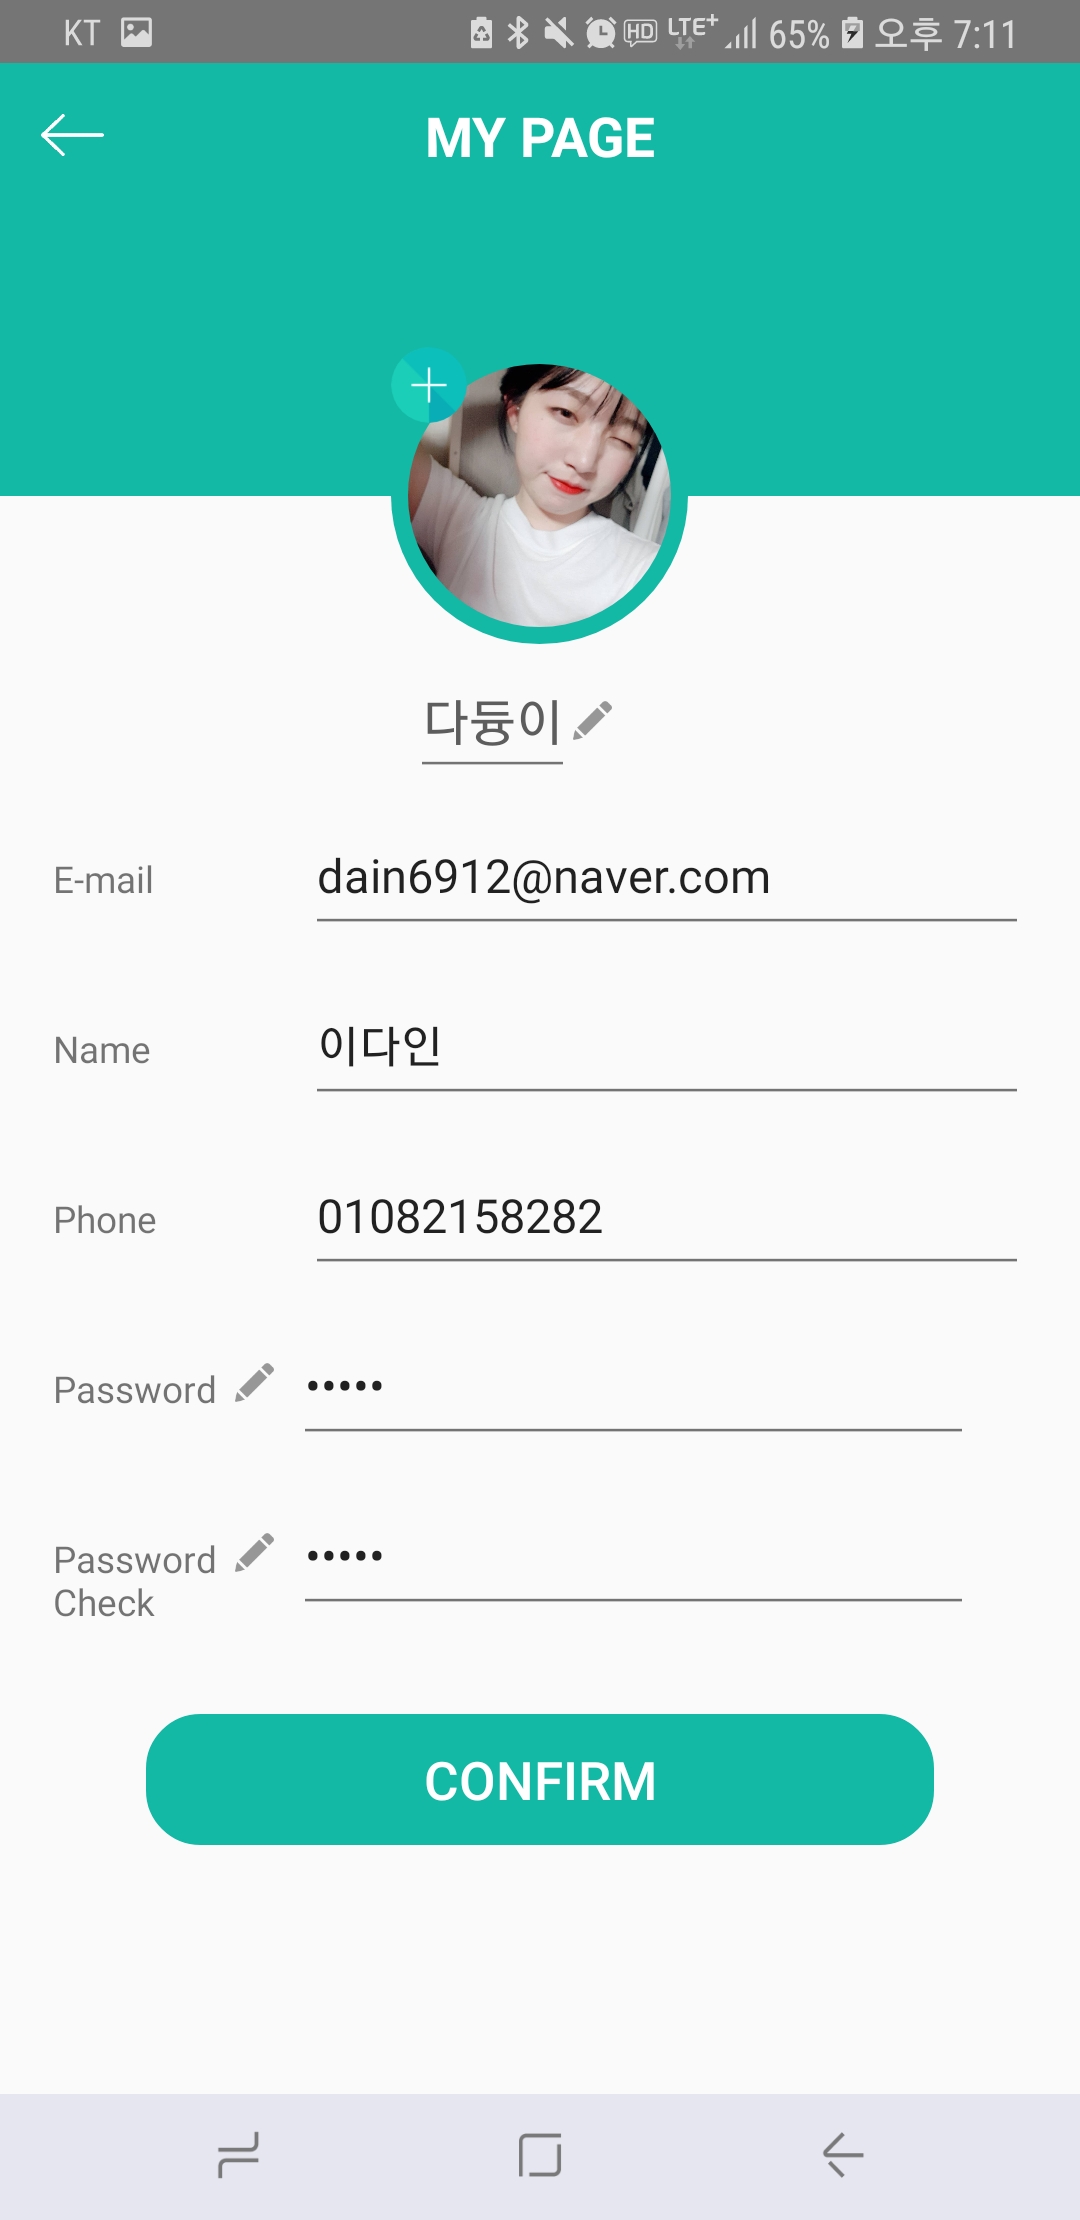 KT HD LTE+ 65% 오후 7:11
MY PAGE
다듕이
E-mail dain6912@naver.com
Name 이다인
Phone 01082158282
Password •••••
Password •••••
Check
CONFIRM